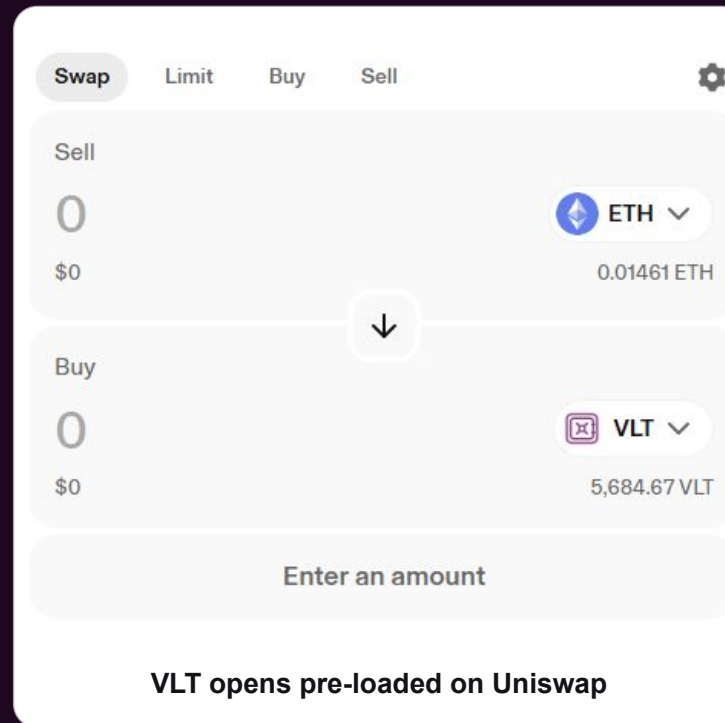 Swap Limit Buy Sell
Sell
0 ETH
$0 0.01461 ETH
Buy
0 VLT
$0 5,684.67 VLT
Enter an amount
VLT opens pre-loaded on Uniswap